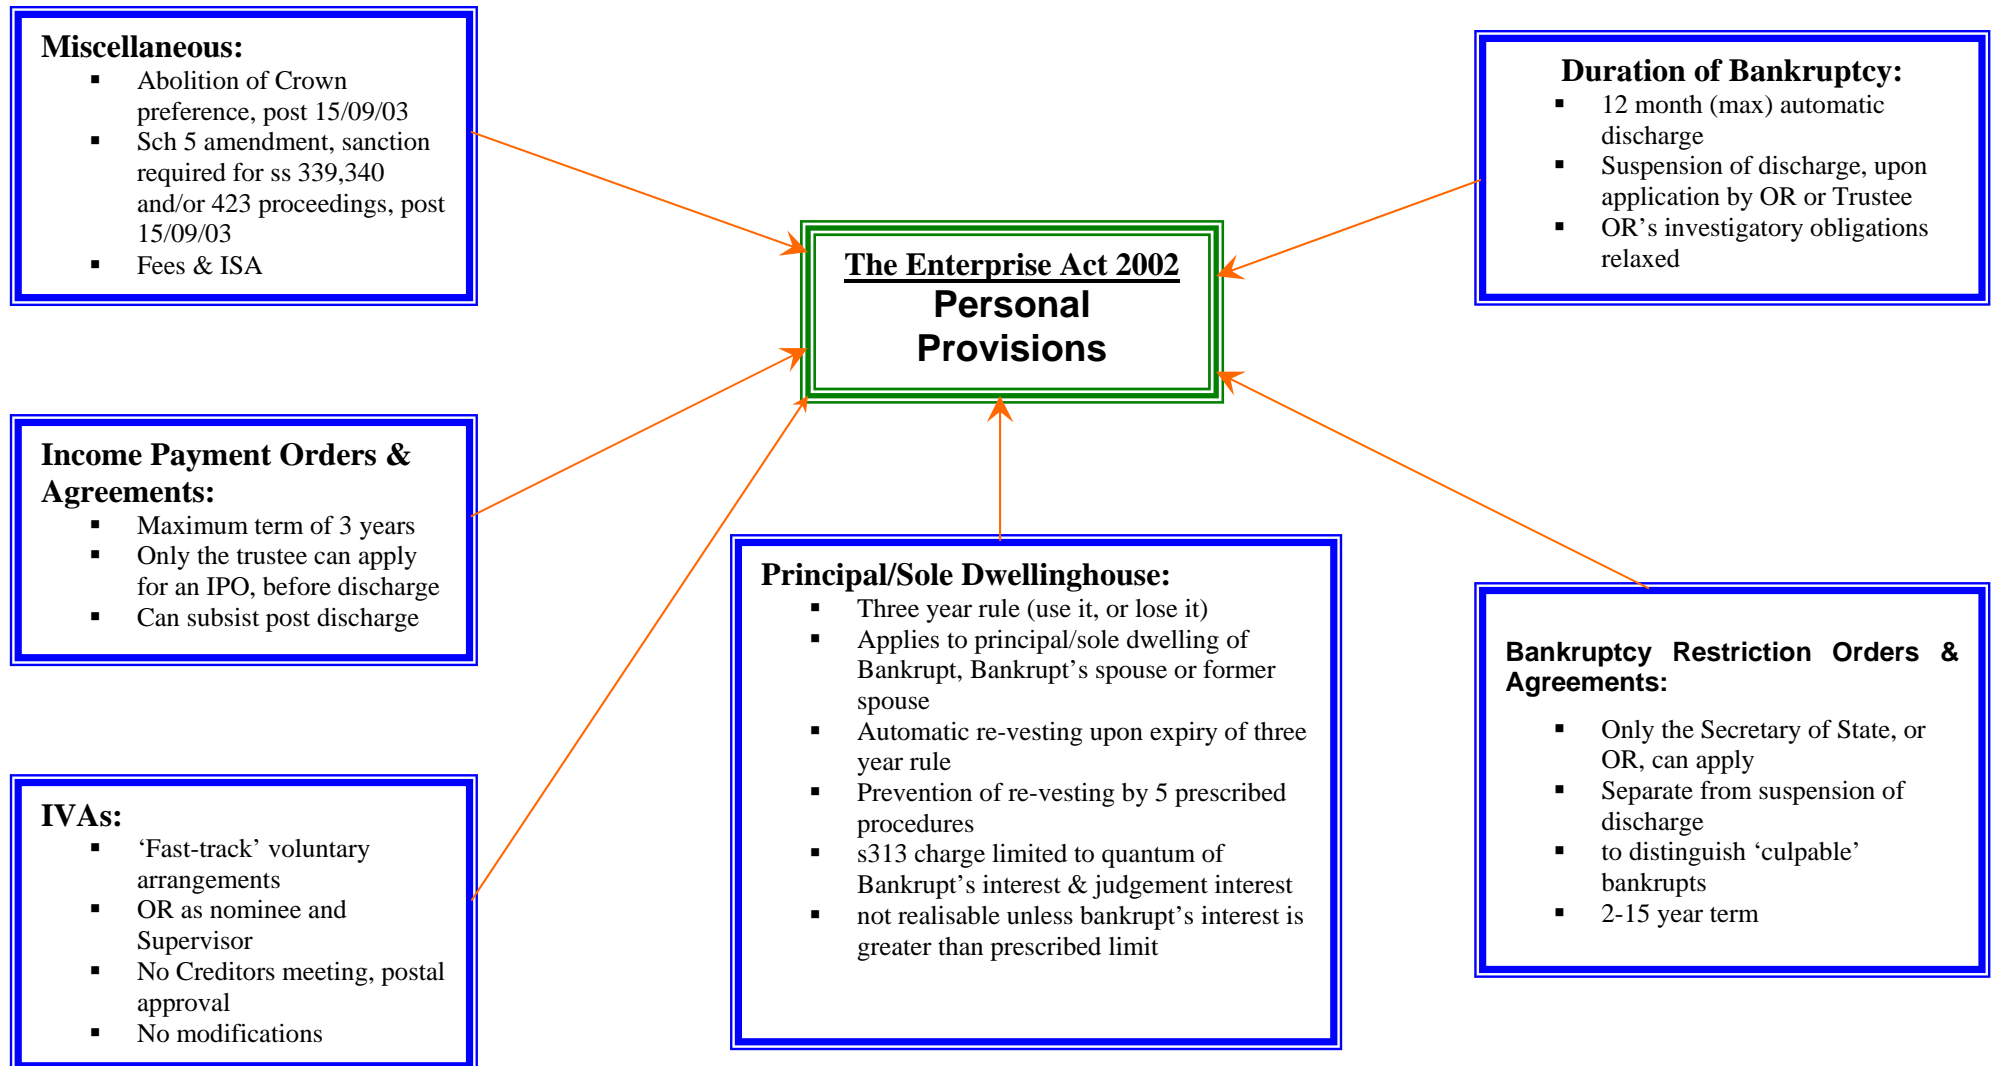 Miscellaneous:
▪ Abolition of Crown
preference, post 15/09/03
▪ Sch 5 amendment, sanction
required for ss 339,340
and/or 423 proceedings, post
15/09/03
▪ Fees & ISA
Duration of Bankruptcy:
▪ 12 month (max) automatic
discharge
▪ Suspension of discharge, upon
application by OR or Trustee
▪ OR’s investigatory obligations
relaxed
The Enterprise Act 2002
Personal
Provisions
Income Payment Orders &
Agreements:
▪ Maximum term of 3 years
▪ Only the trustee can apply
for an IPO, before discharge
▪ Can subsist post discharge
Principal/Sole Dwellinghouse:
▪ Three year rule (use it, or lose it)
▪ Applies to principal/sole dwelling of
Bankrupt, Bankrupt’s spouse or former
spouse
▪ Automatic re-vesting upon expiry of three
year rule
▪ Prevention of re-vesting by 5 prescribed
procedures
▪ s313 charge limited to quantum of
Bankrupt’s interest & judgement interest
▪ not realisable unless bankrupt’s interest is
greater than prescribed limit
Bankruptcy Restriction Orders &
Agreements:
▪ Only the Secretary of State, or
OR, can apply
▪ Separate from suspension of
discharge
▪ to distinguish ‘culpable’
bankrupts
▪ 2-15 year term
IVAs:
▪ ‘Fast-track’ voluntary
arrangements
▪ OR as nominee and
Supervisor
▪ No Creditors meeting, postal
approval
▪ No modifications